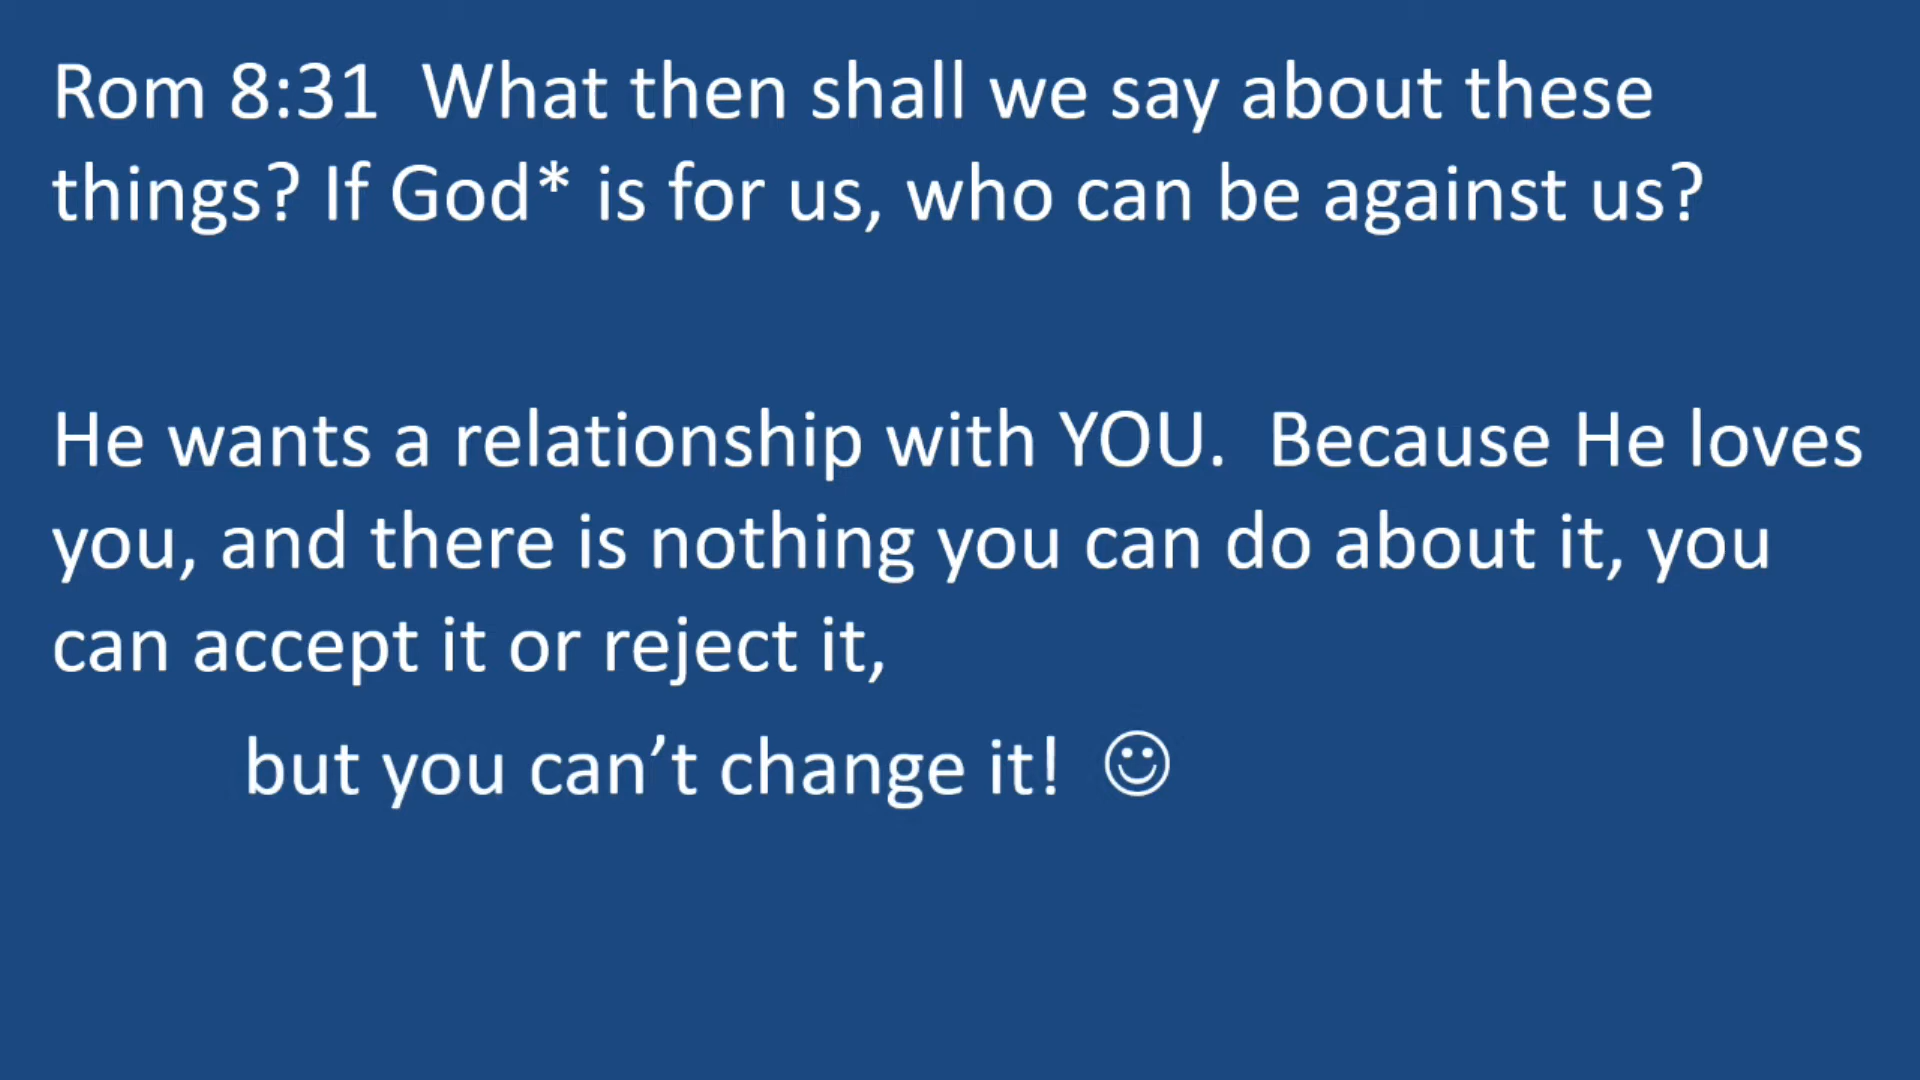 Rom 8:31  What then shall we say about these
things? If God* is for us, who can be against us?
He wants a relationship with YOU.  Because He loves
you, and there is nothing you can do about it, you
can accept it or reject it,
but you can’t change it!  ☺